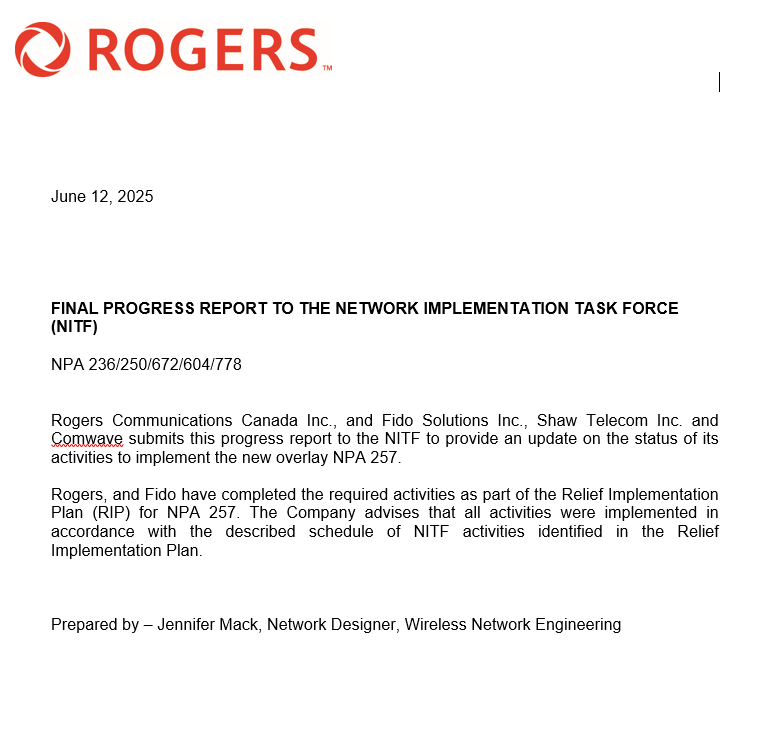 ROGERS™
June 12, 2025
FINAL PROGRESS REPORT TO THE NETWORK IMPLEMENTATION TASK FORCE
(NITF)
NPA 236/250/672/604/778
Rogers Communications Canada Inc., and Fido Solutions Inc., Shaw Telecom Inc. and
Comwave submits this progress report to the NITF to provide an update on the status of its
activities to implement the new overlay NPA 257.
Rogers, and Fido have completed the required activities as part of the Relief Implementation
Plan (RIP) for NPA 257. The Company advises that all activities were implemented in
accordance with the described schedule of NITF activities identified in the Relief
Implementation Plan.
Prepared by – Jennifer Mack, Network Designer, Wireless Network Engineering